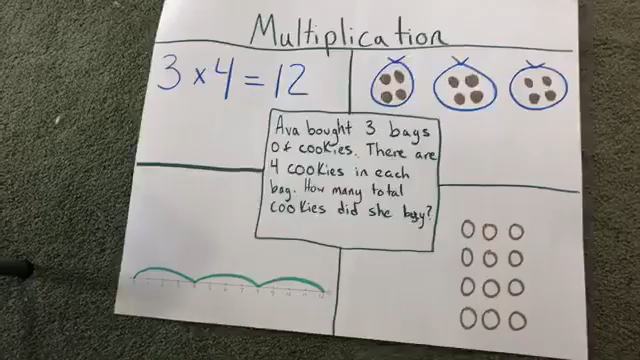 Multiplication
3 x 4 = 12
Ava bought 3 bags
of cookies. There are
4 cookies in each
bag. How many total
cookies did she buy?